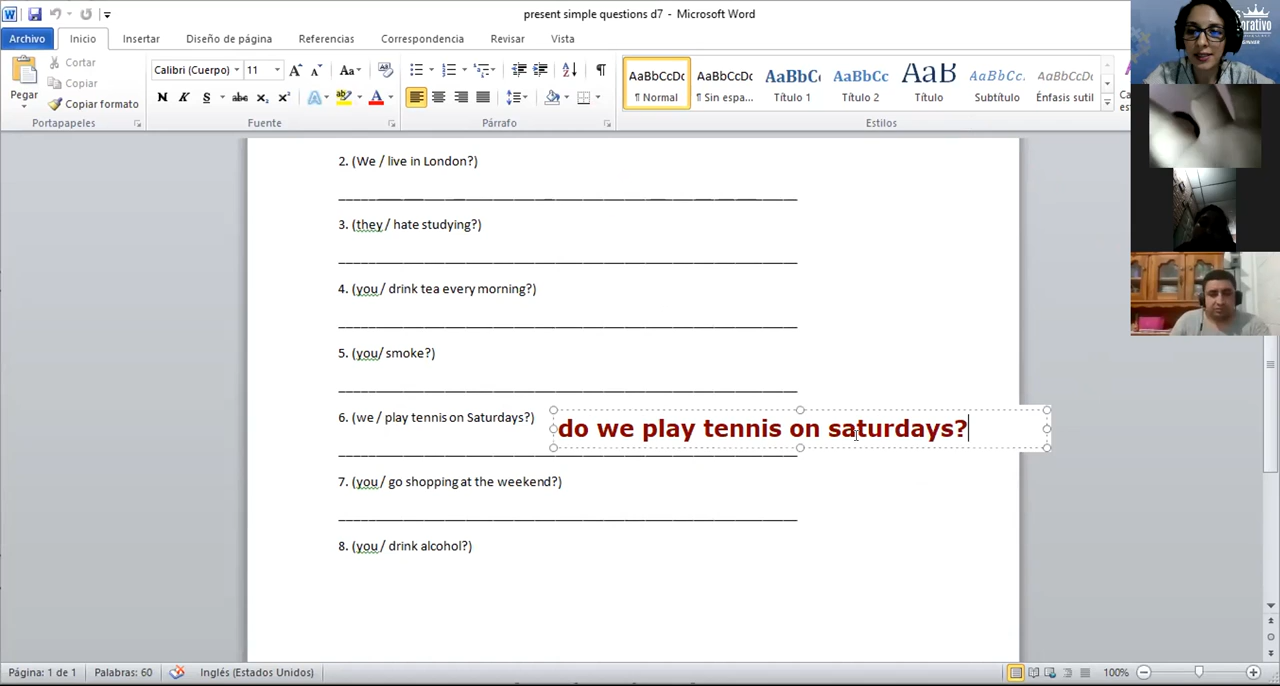 present simple questions d7 - Microsoft Word
Archivo Inicio Insertar Diseño de página Referencias Correspondencia Revisar Vista
Pegar
Cortar
Copiar
Copiar formato
Portapapeles
Calibri (Cuerpo) 11
Fuente
Párrafo
AaBbCcDc AaBbCcDc AaBbC AaBbCc AaB AaBbCc. AaBbCcDc
¶ Normal ¶ Sin espa... Título 1 Título 2 Título Subtítulo Énfasis sutil
Estilos
2. (We / live in London?)
3. (they / hate studying?)
4. (you / drink tea every morning?)
5. (you/ smoke?)
6. (we / play tennis on Saturdays?)
do we play tennis on saturdays?
7. (you / go shopping at the weekend?)
8. (you / drink alcohol?)
Página: 1 de 1 Palabras: 60 Inglés (Estados Unidos) 100%